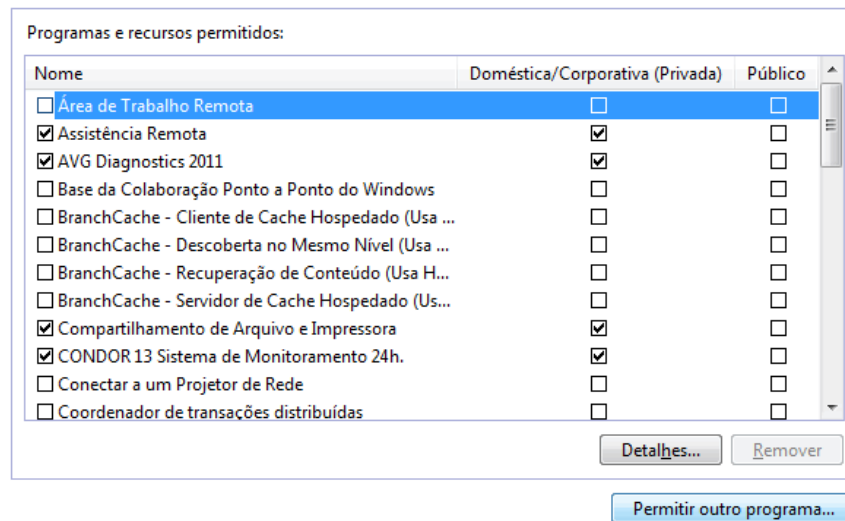 Programas e recursos permitidos:
Nome Doméstica/Corporativa (Privada) Público
Área de Trabalho Remota
Assistência Remota
AVG Diagnostics 2011
Base da Colaboração Ponto a Ponto do Windows
BranchCache - Cliente de Cache Hospedado (Usa ...
BranchCache - Descoberta no Mesmo Nível (Usa ...
BranchCache - Recuperação de Conteúdo (Usa H...
BranchCache - Servidor de Cache Hospedado (Us...
Compartilhamento de Arquivo e Impressora
CONDOR 13 Sistema de Monitoramento 24h.
Conectar a um Projetor de Rede
Coordenador de transações distribuídas
Detalhes... Remover
Permitir outro programa...